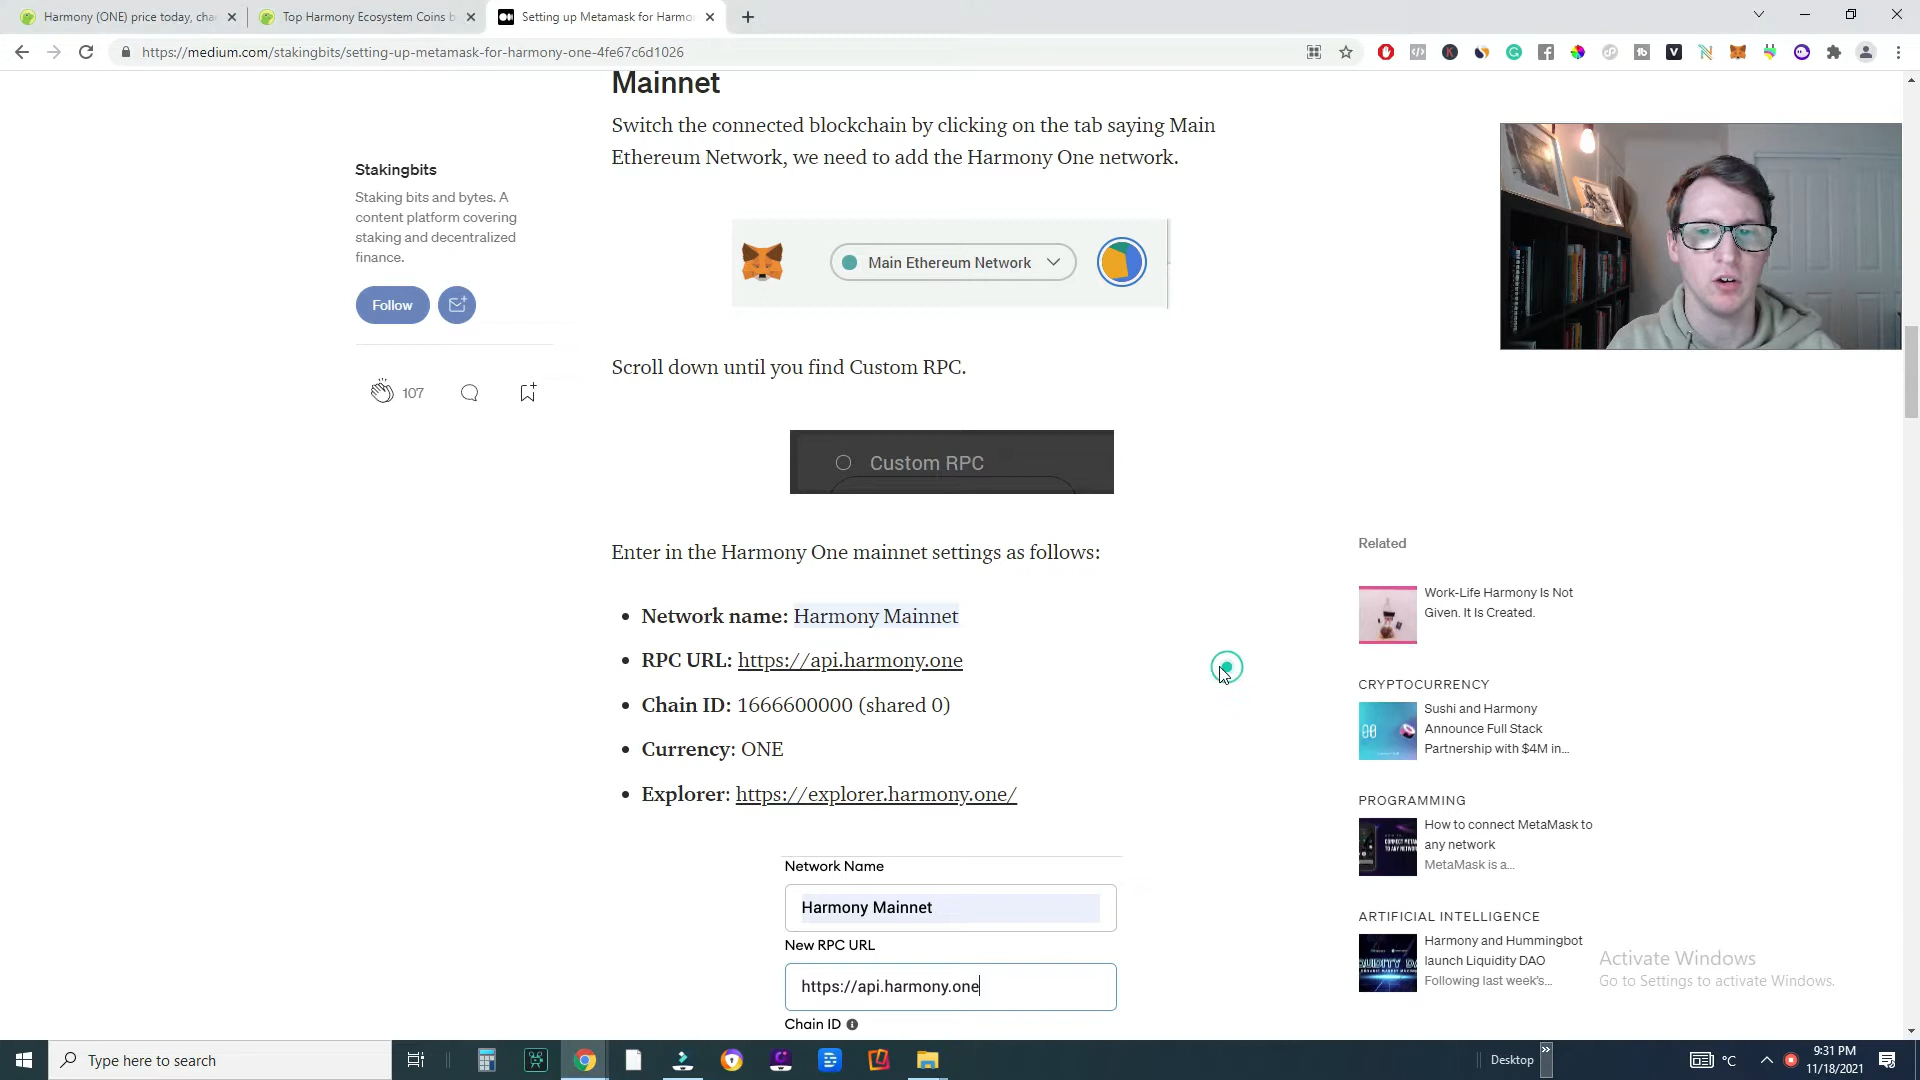 Harmony (ONE) price today, cha
Top Harmony Ecosystem Coins b
Setting up Metamask for Harmo
https://medium.com/stakingbits/setting-up-metamask-for-harmony-one-4fe67c6d1026
Mainnet
Switch the connected blockchain by clicking on the tab saying Main
Ethereum Network, we need to add the Harmony One network.
Stakingbits
Staking bits and bytes. A
content platform covering
staking and decentralized
finance.
Follow
107
Main Ethereum Network
Scroll down until you find Custom RPC.
Custom RPC
Enter in the Harmony One mainnet settings as follows:
• Network name: Harmony Mainnet
• RPC URL: https://api.harmony.one
• Chain ID: 1666600000 (shared 0)
• Currency: ONE
• Explorer: https://explorer.harmony.one/
Network Name
Harmony Mainnet
New RPC URL
https://api.harmony.one
Chain ID
Related
Work-Life Harmony Is Not
Given. It Is Created.
CRYPTOCURRENCY
Sushi and Harmony
Announce Full Stack
Partnership with $4M in…
PROGRAMMING
How to connect MetaMask to
any network
MetaMask is a…
ARTIFICIAL INTELLIGENCE
Harmony and Hummingbot
launch Liquidity DAO
Following last week's…
Activate Windows
Go to Settings to activate Windows.
Type here to search
Desktop
°C
9:31 PM
11/18/2021